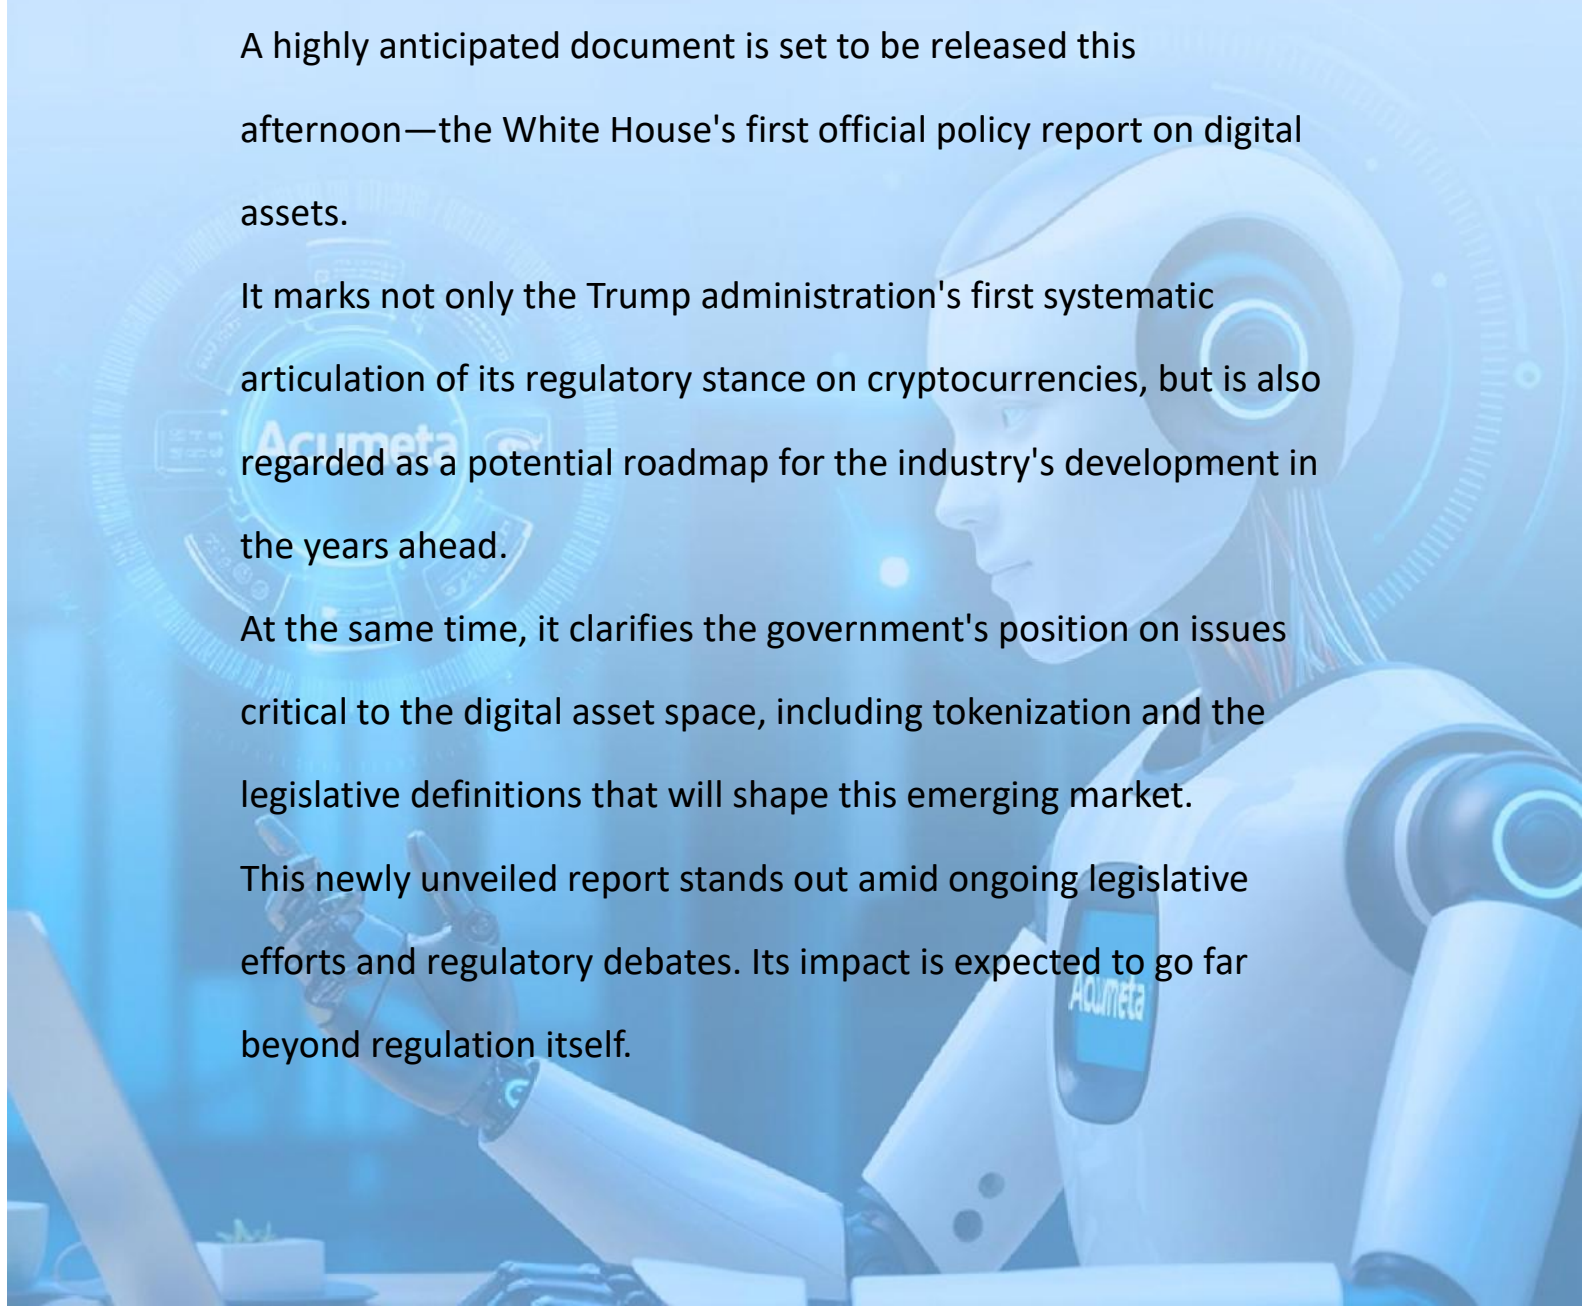 A highly anticipated document is set to be released this
afternoon—the White House's first official policy report on digital
assets.
It marks not only the Trump administration's first systematic
articulation of its regulatory stance on cryptocurrencies, but is also
Acumeta
regarded as a potential roadmap for the industry's development in
the years ahead.
At the same time, it clarifies the government's position on issues
critical to the digital asset space, including tokenization and the
legislative definitions that will shape this emerging market.
This newly unveiled report stands out amid ongoing legislative
efforts and regulatory debates. Its impact is expected to go far
Acumeta
beyond regulation itself.